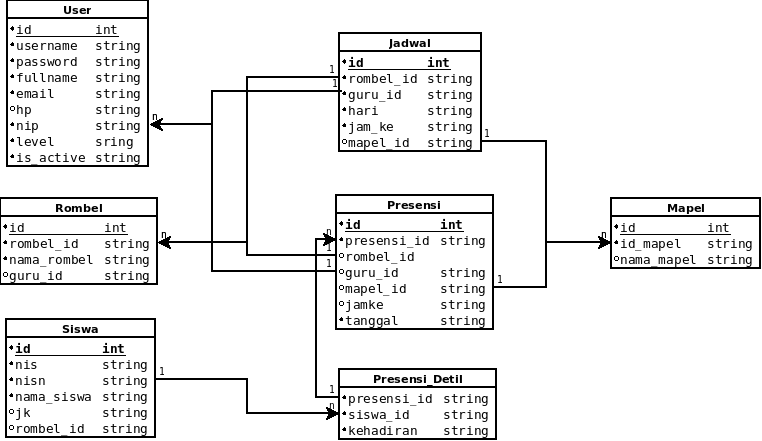 User
id int
username string
password string
fullname string
email string
hp string
nip string
level sring
is_active string
Jadwal
id int
rombel_id string
guru_id string
hari string
jam_ke string
mapel_id string
Rombel
id int
rombel_id string
nama_rombel string
guru_id string
Presensi
id int
presensi_id string
rombel_id
guru_id string
mapel_id string
jamke string
tanggal string
Mapel
id int
id_mapel string
nama_mapel string
Siswa
id int
nis string
nisn string
nama_siswa string
jk string
rombel_id string
Presensi_Detil
presensi_id string
siswa_id string
kehadiran string
1
1
n
1
n
n
1
1
n
1
1
1
n